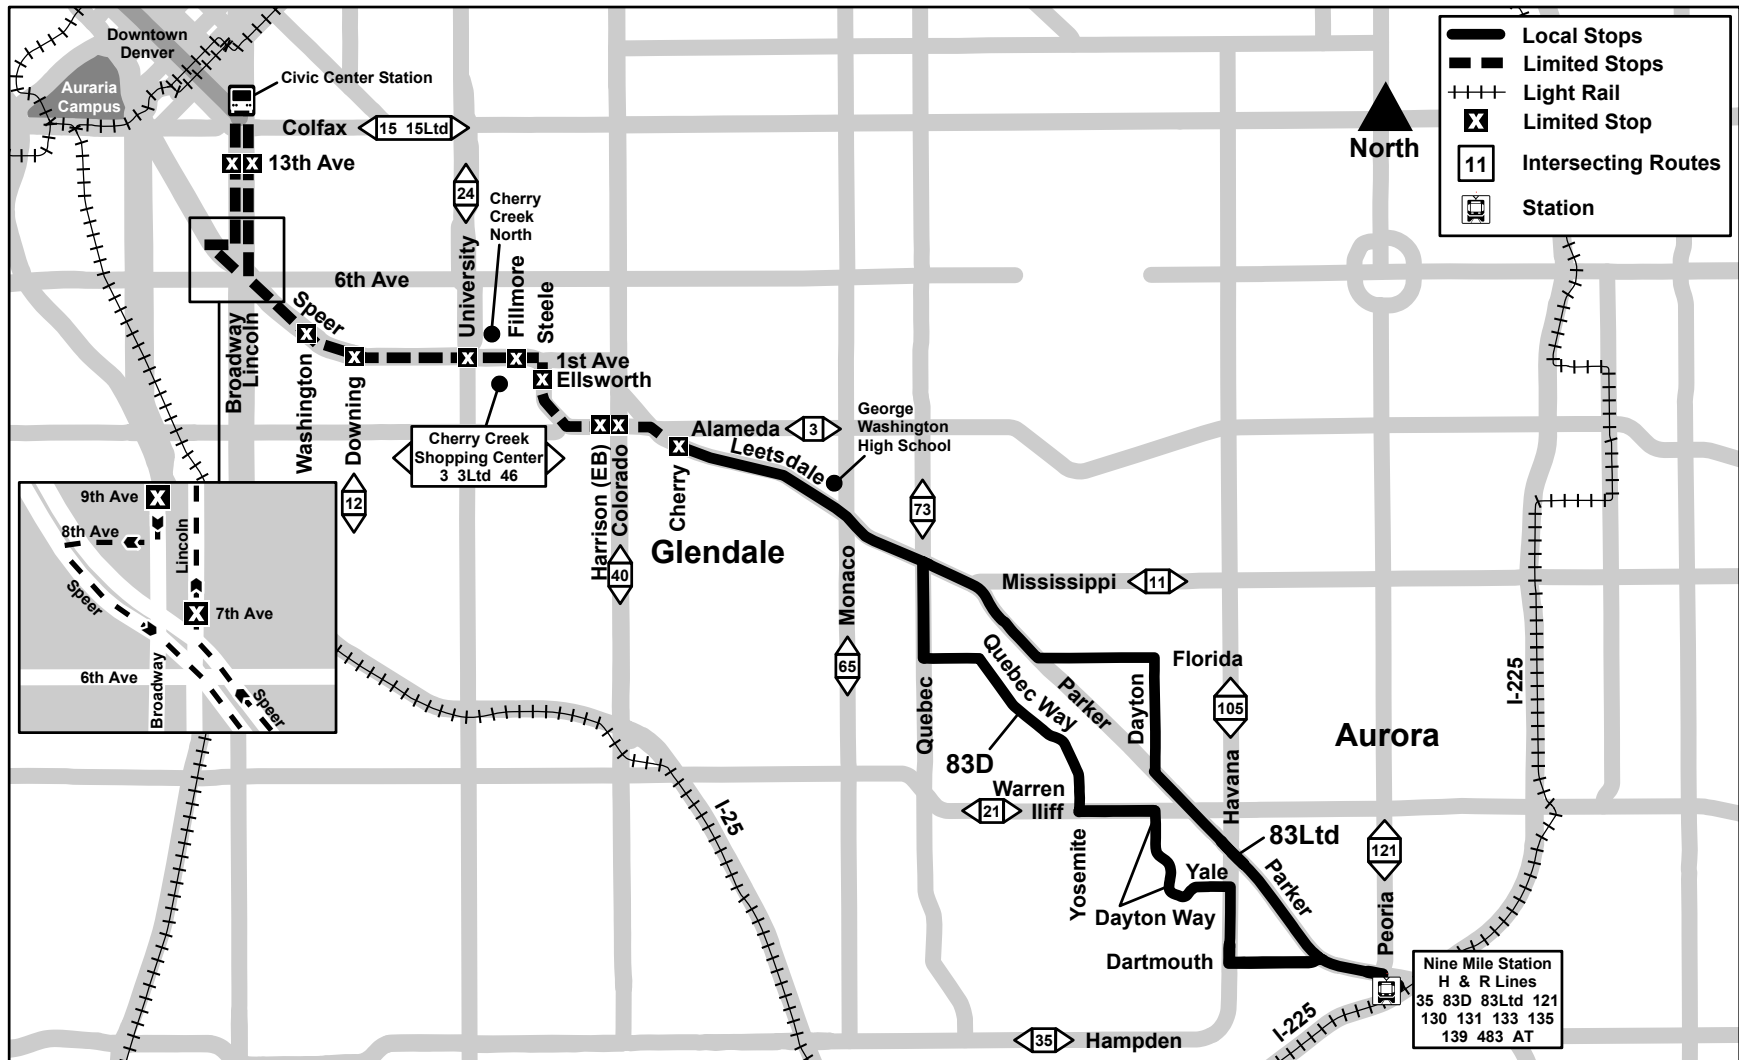 Downtown
Denver
Auraria
Campus
Civic Center Station
Colfax
15 15Ltd
13th Ave
24
Cherry
Creek
North
6th Ave
University
Fillmore
Steele
Speer
Broadway
Lincoln
Washington
Downing
1st Ave
Ellsworth
12
Cherry Creek
Shopping Center
3 3Ltd 46
Harrison (EB)
Colorado
40
Cherry
Alameda
3
Leetsdale
George
Washington
High School
Glendale
Monaco
65
73
Quebec
Mississippi
11
Quebec Way
Parker
Dayton
Florida
105
Havana
83D
Warren
21
Iliff
Yosemite
83Ltd
Parker
Yale
Dayton Way
Dartmouth
Aurora
I-225
121
Peoria
Nine Mile Station
H & R Lines
35 83D 83Ltd 121
130 131 133 135
139 483 AT
I-225
35
Hampden
I-25
9th Ave
8th Ave
Lincoln
Speer
7th Ave
6th Ave
Broadway
Speer
North
Local Stops
Limited Stops
Light Rail
X
Limited Stop
11
Intersecting Routes
Station
X
X
X
X
X
X
X
X
X
X
X
X
X